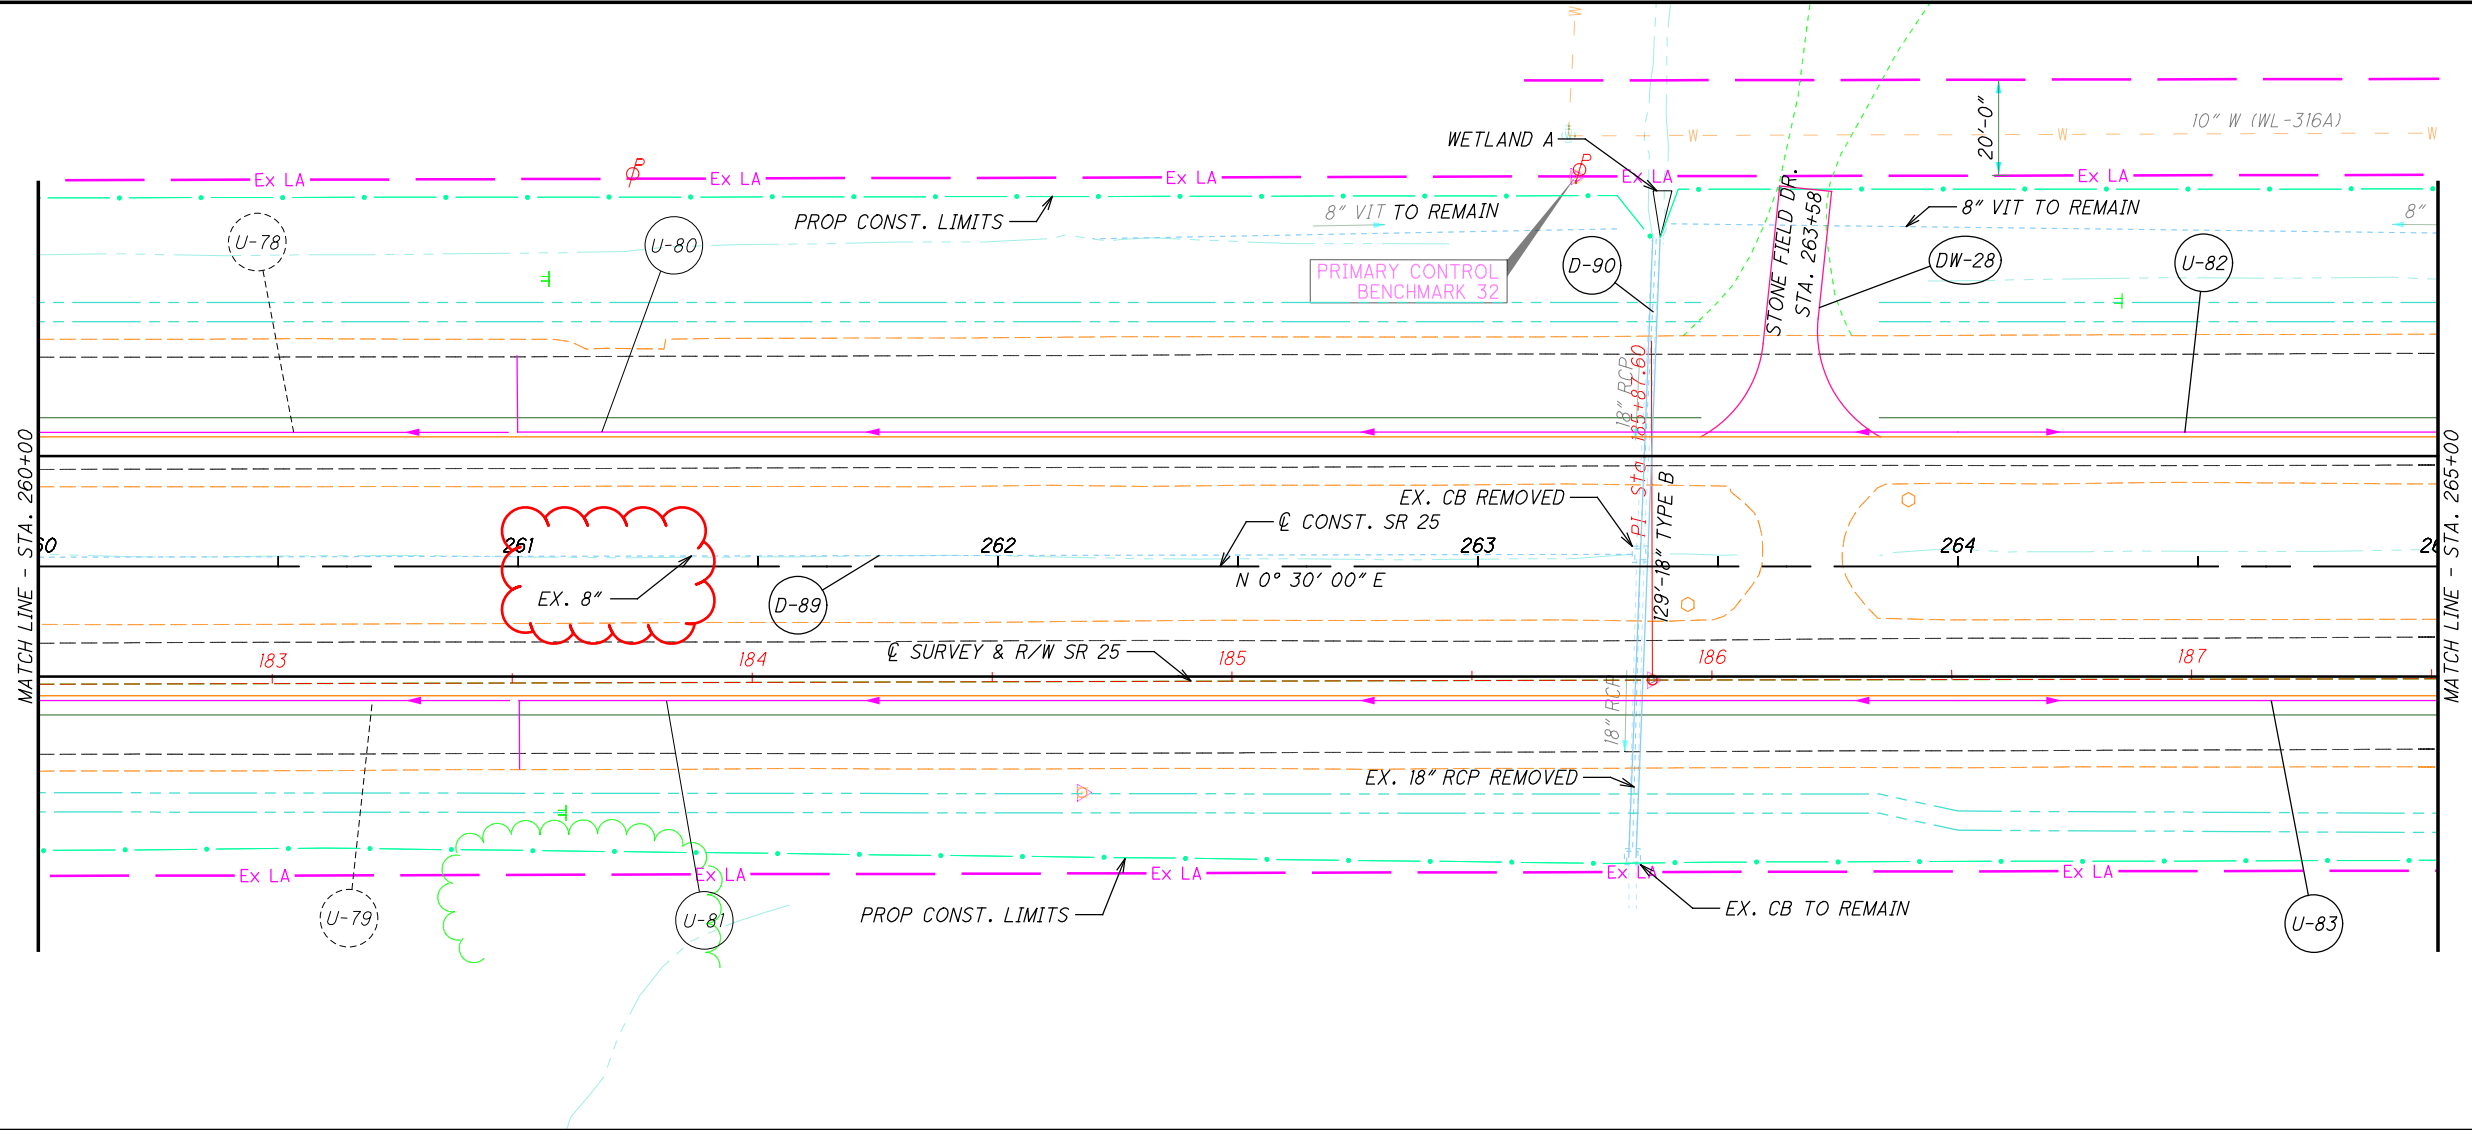 10" W (WL-316A)
20'-0"
W
W
W
W
WETLAND A
Ex LA
Ex LA
Ex LA
Ex LA
Ex LA
P
P
PROP CONST. LIMITS
8" VIT TO REMAIN
8" VIT TO REMAIN
8"
STONE FIELD DR.
STA. 263+58
U-78
U-80
D-90
DW-28
U-82
PRIMARY CONTROL
BENCHMARK 32
18" RCP
PI Sta 185+87.60
MATCH LINE - STA. 260+00
MATCH LINE - STA. 265+00
EX. CB REMOVED
129'-18" TYPE B
℄ CONST. SR 25
60
261
262
263
264
26
N 0° 30' 00" E
EX. 8"
D-89
℄ SURVEY & R/W SR 25
183
184
185
186
187
18" RCP
EX. 18" RCP REMOVED
Ex LA
Ex LA
Ex LA
Ex LA
Ex LA
U-79
U-81
PROP CONST. LIMITS
EX. CB TO REMAIN
U-83